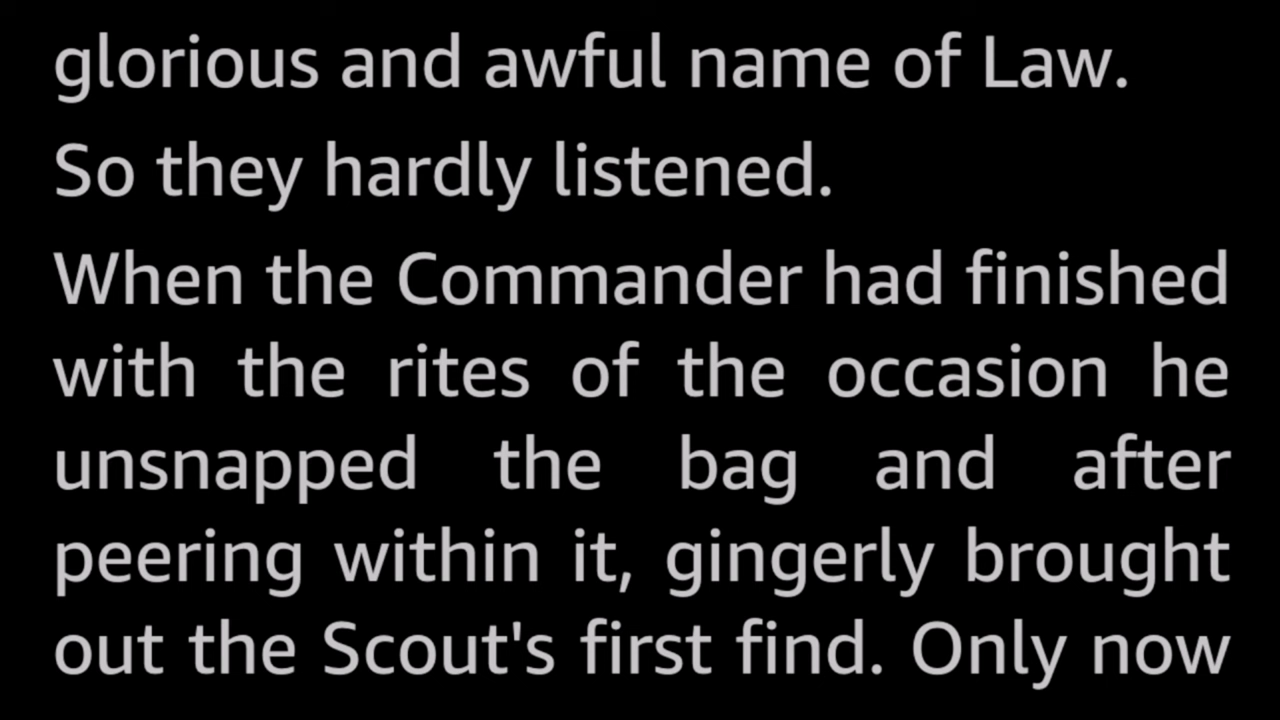 glorious and awful name of Law.
So they hardly listened.
When the Commander had finished
with the rites of the occasion he
unsnapped the bag and after
peering within it, gingerly brought
out the Scout's first find. Only now